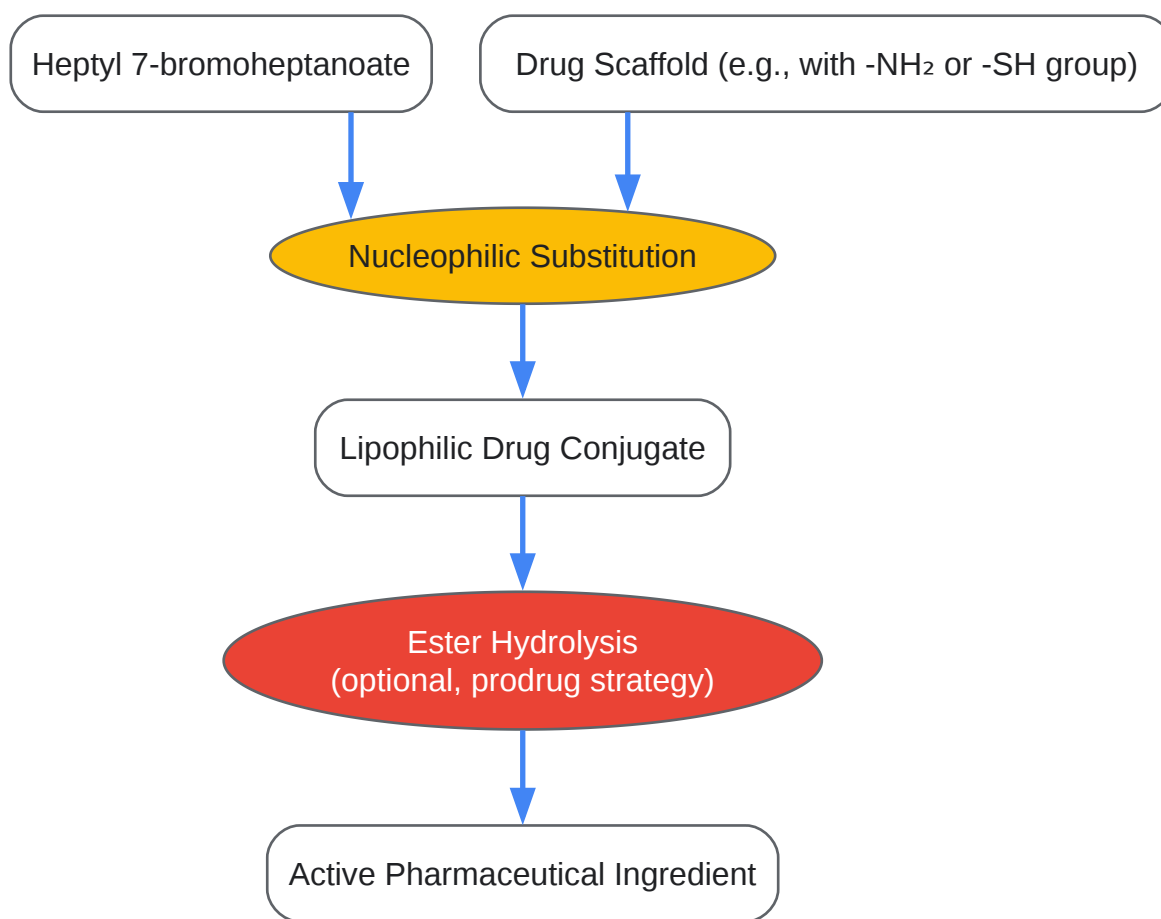 Heptyl 7-bromoheptanoate
Drug Scaffold (e.g., with -NH₂ or -SH group)
Nucleophilic Substitution
Lipophilic Drug Conjugate
Ester Hydrolysis
(optional, prodrug strategy)
Active Pharmaceutical Ingredient